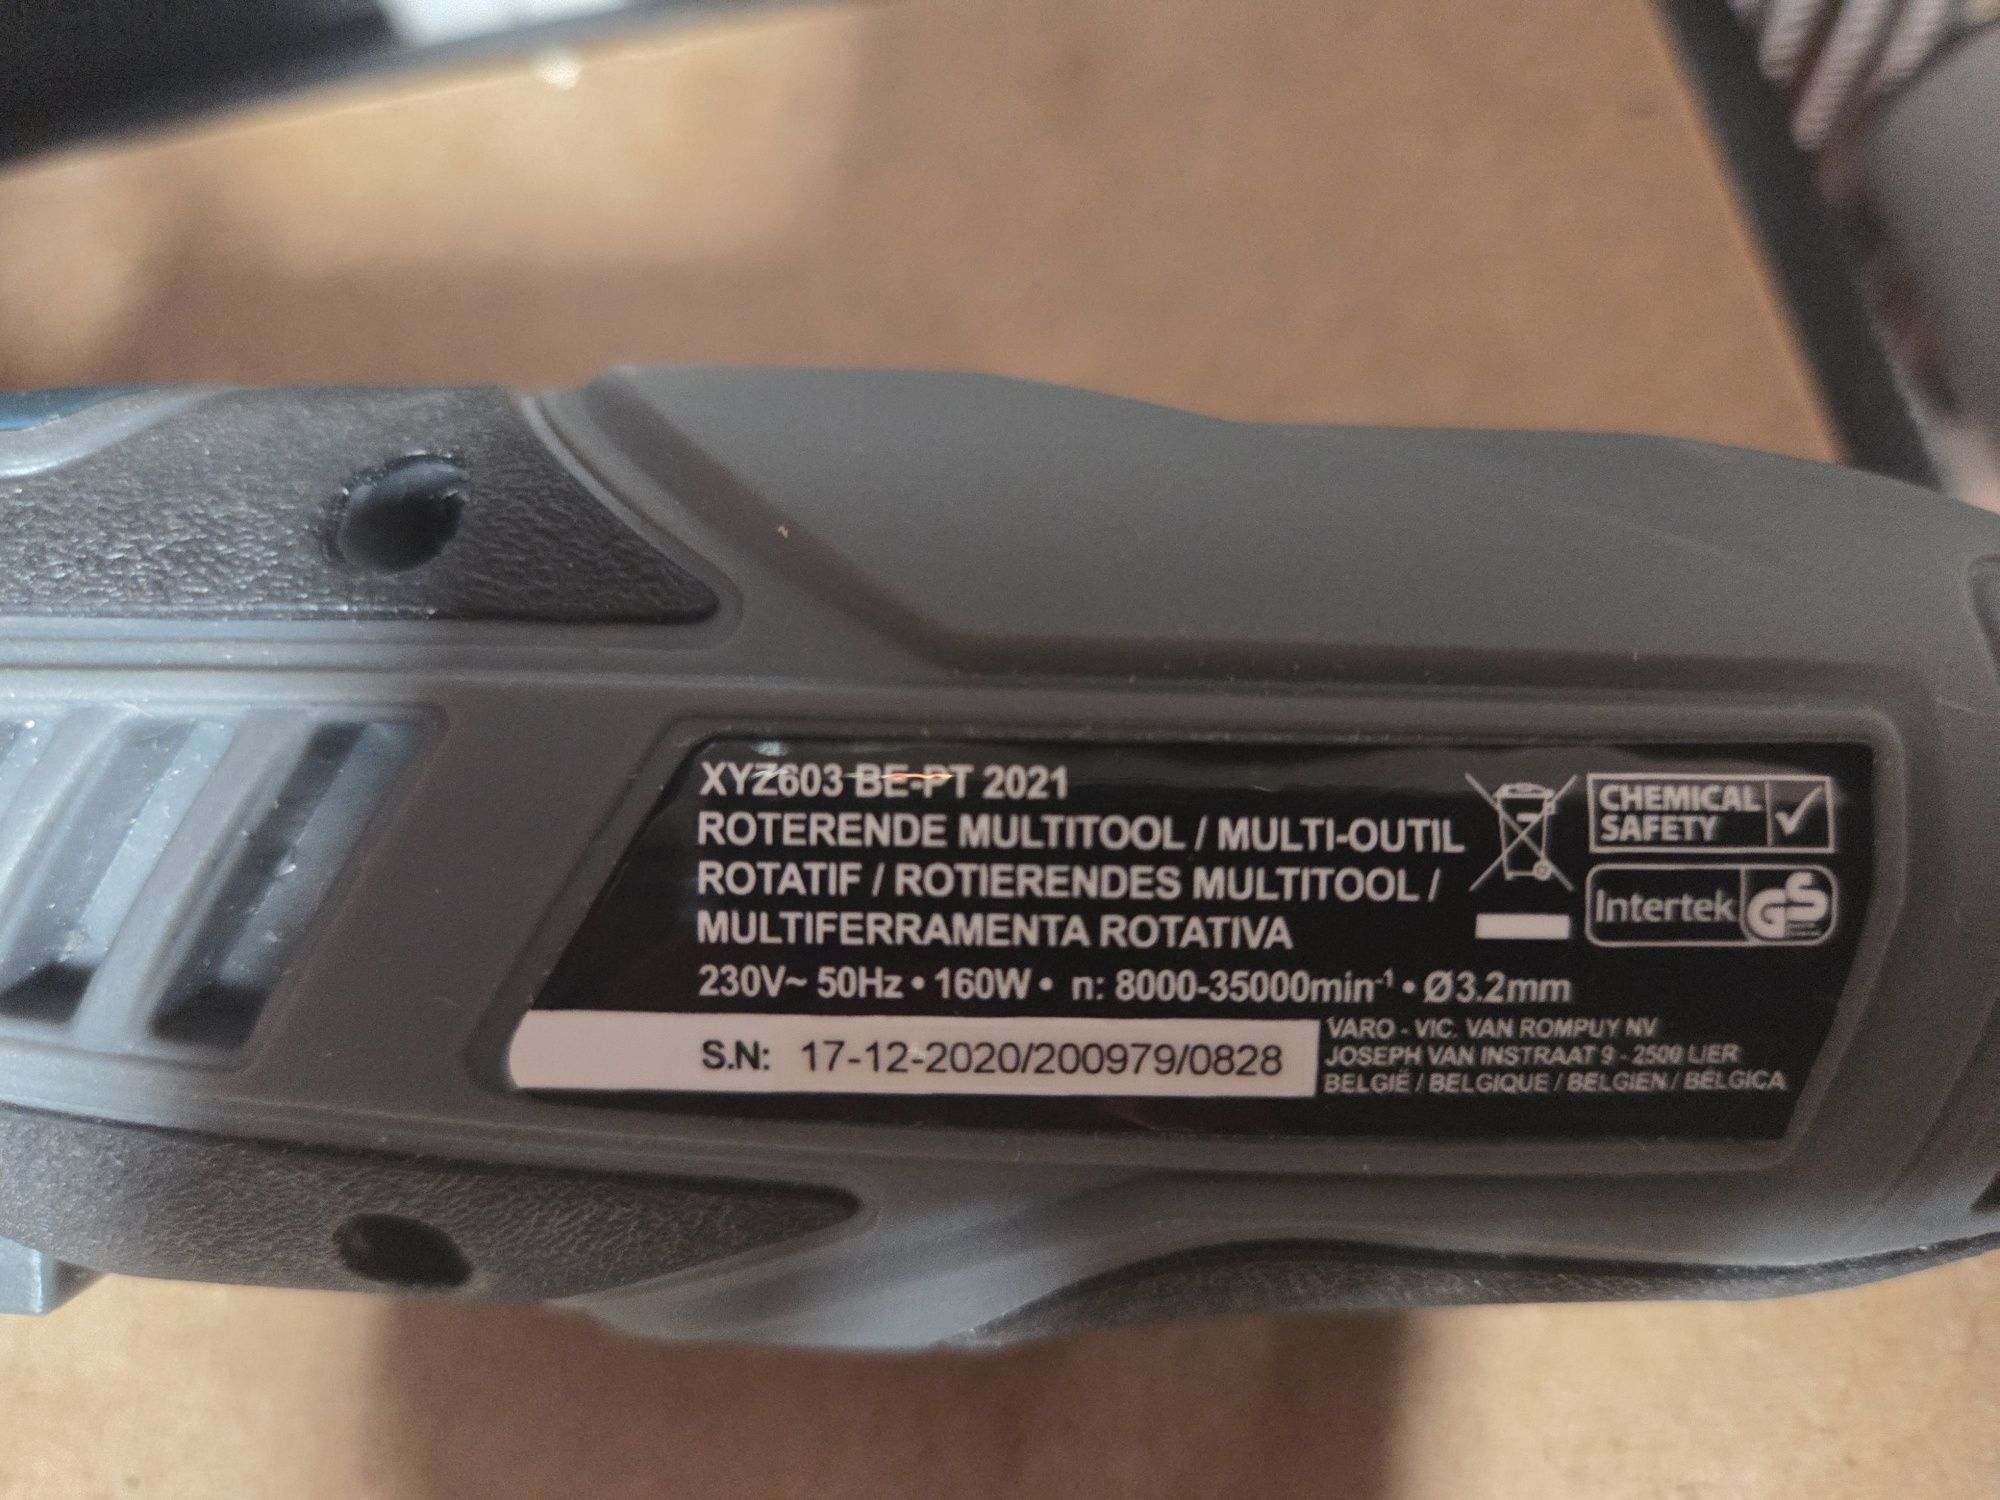 XYZ603 BE-PT 2021
ROTERENDE MULTITOOL / MULTI-OUTIL
ROTATIF / ROTIERENDES MULTITOOL /
MULTIFERRAMENTA ROTATIVA
230V~ 50Hz • 160W • n: 8000-35000min⁻¹ • Ø3.2mm
CHEMICAL
SAFETY
Intertek GS
S.N: 17-12-2020/200979/0828
VARO - VIC. VAN ROMPUY NV
JOSEPH VAN INSTRAAT 9 - 2500 LIER
BELGIË / BELGIQUE / BELGIEN / BÉLGICA